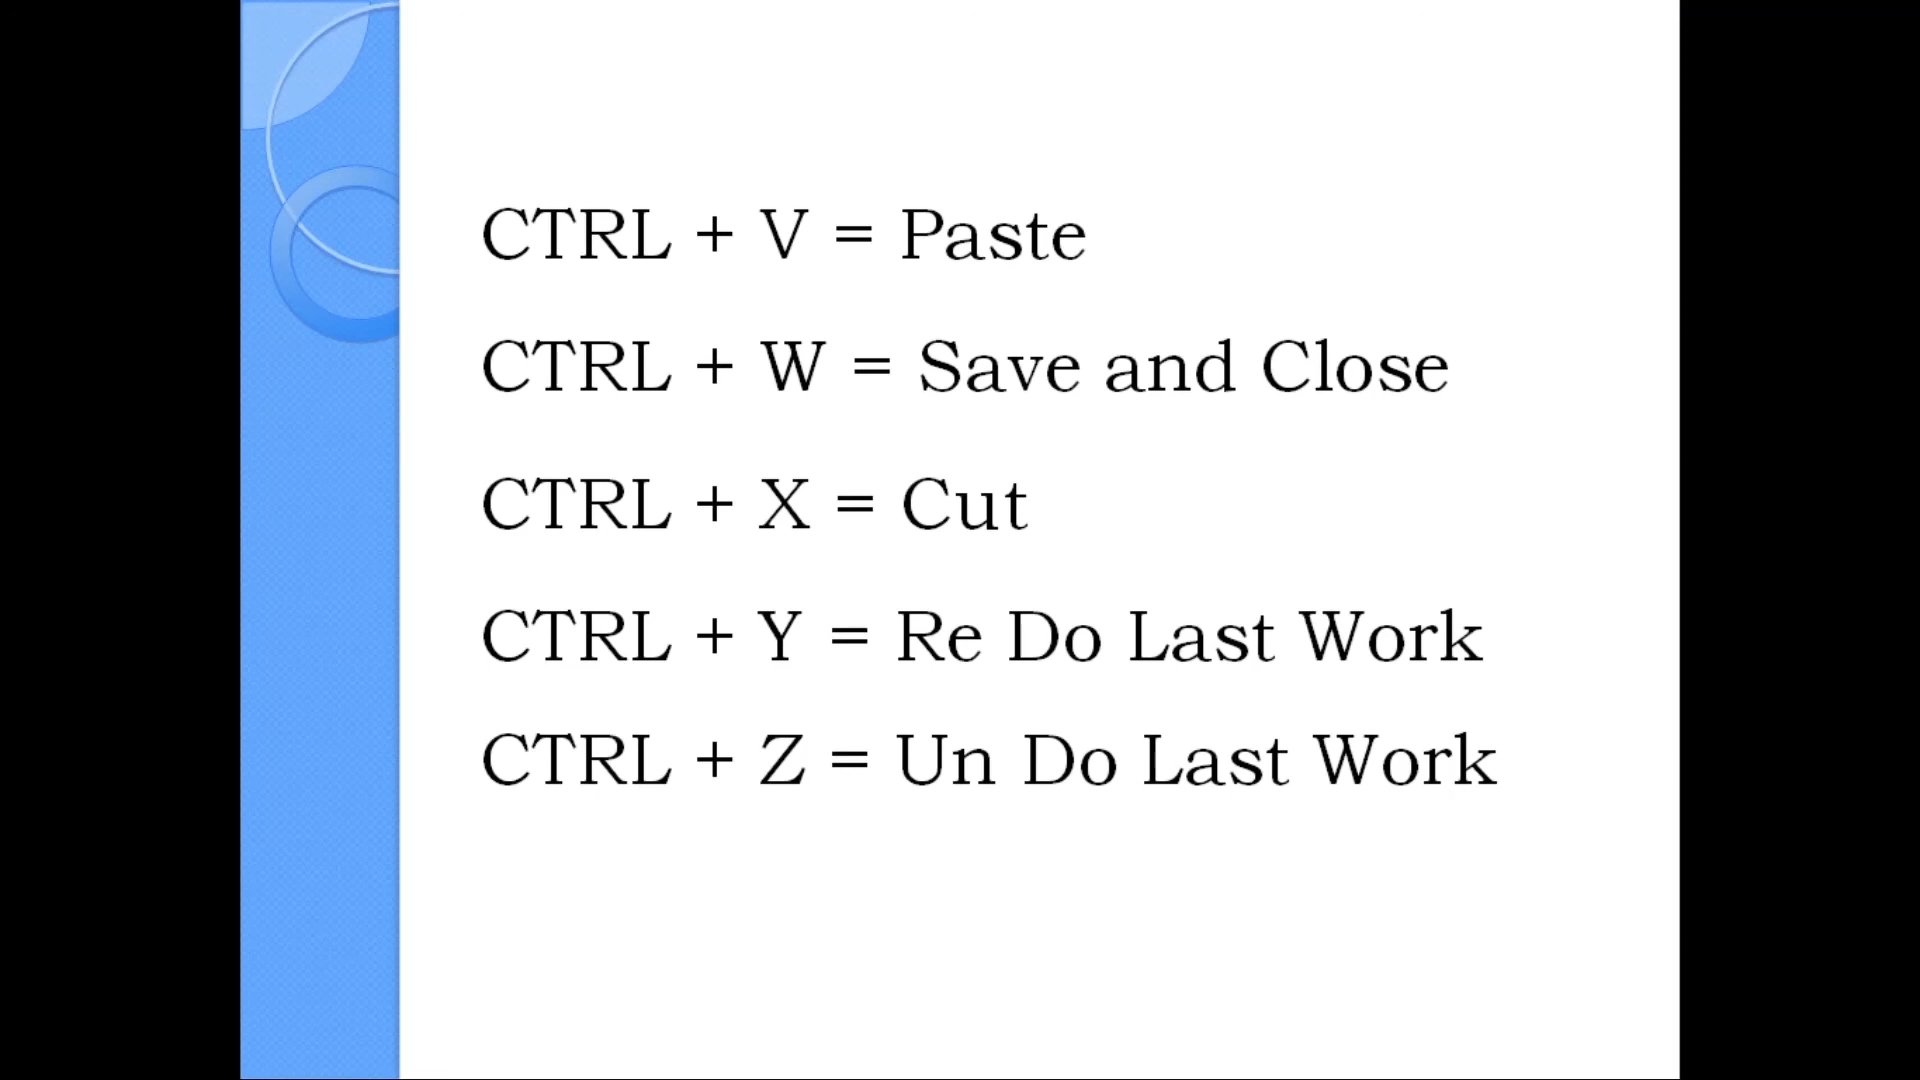 CTRL + V = Paste
CTRL + W = Save and Close
CTRL + X = Cut
CTRL + Y = Re Do Last Work
CTRL + Z = Un Do Last Work